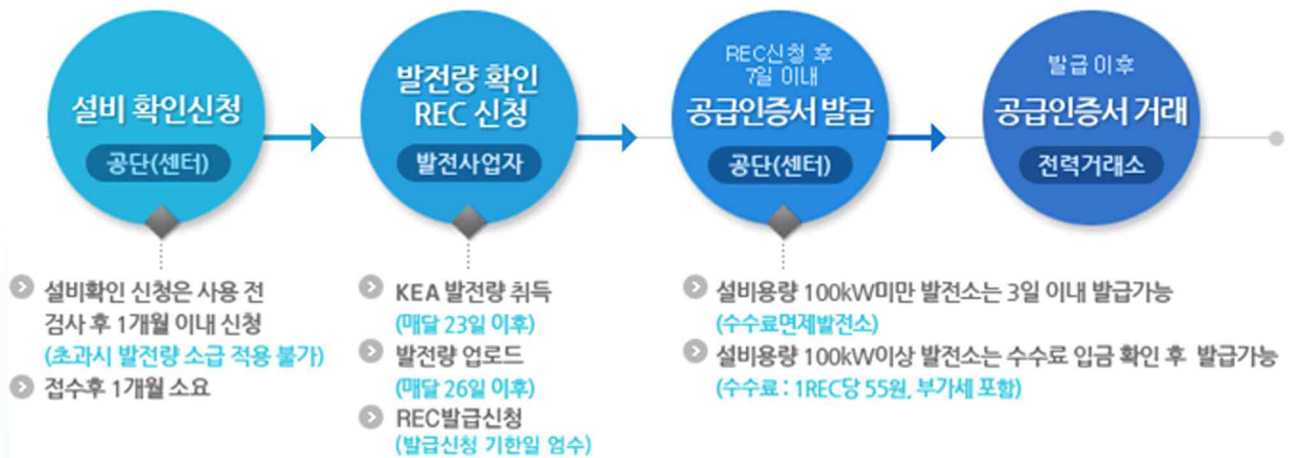 설비 확인신청
공단(센터)
발전량 확인
REC 신청
발전사업자
REC신청 후
7일 이내
공급인증서 발급
공단(센터)
발급 이후
공급인증서 거래
전력거래소
설비확인 신청은 사용 전
검사 후 1개월 이내 신청
(초과시 발전량 소급 적용 불가)
접수후 1개월 소요
KEA 발전량 취득
(매달 23일 이후)
발전량 업로드
(매달 26일 이후)
REC발급신청
(발급신청 기한일 엄수)
설비용량 100kW미만 발전소는 3일 이내 발급가능
(수수료면제발전소)
설비용량 100kW이상 발전소는 수수료 입금 확인 후 발급가능
(수수료 : 1REC당 55원, 부가세 포함)